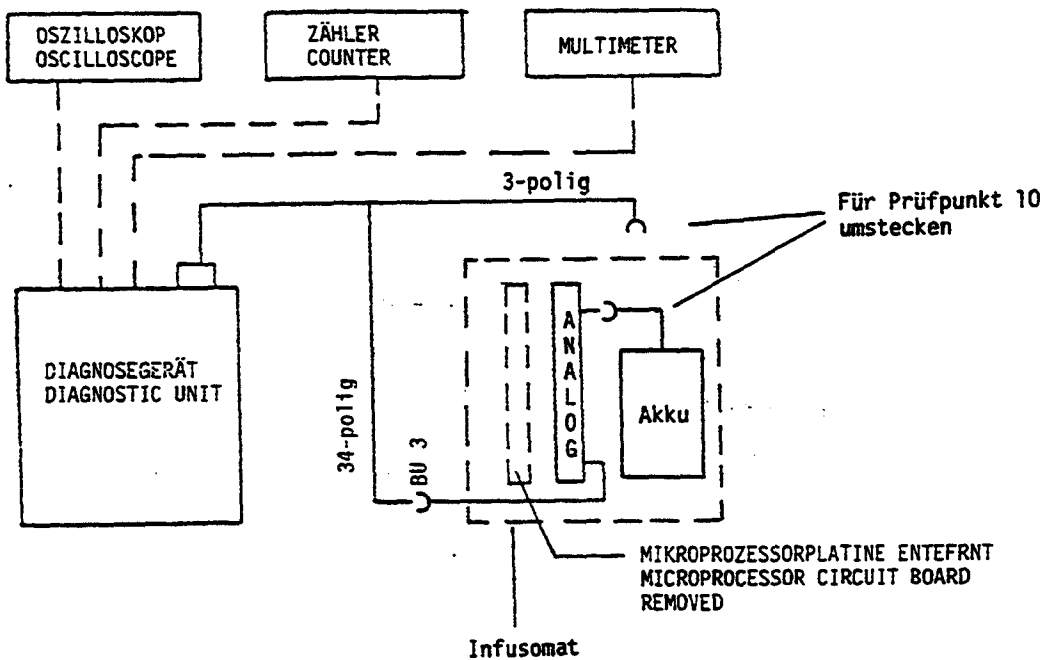 OSZILLOSKOP
OSCILLOSCOPE
ZÄHLER
COUNTER
MULTIMETER
3-polig
Für Prüfpunkt 10
umstecken
DIAGNOSEGERÄT
DIAGNOSTIC UNIT
34-polig
BU 3
ANALOG
Akku
MIKROPROZESSORPLATINE ENTEFRNT
MICROPROCESSOR CIRCUIT BOARD
REMOVED
Infusomat